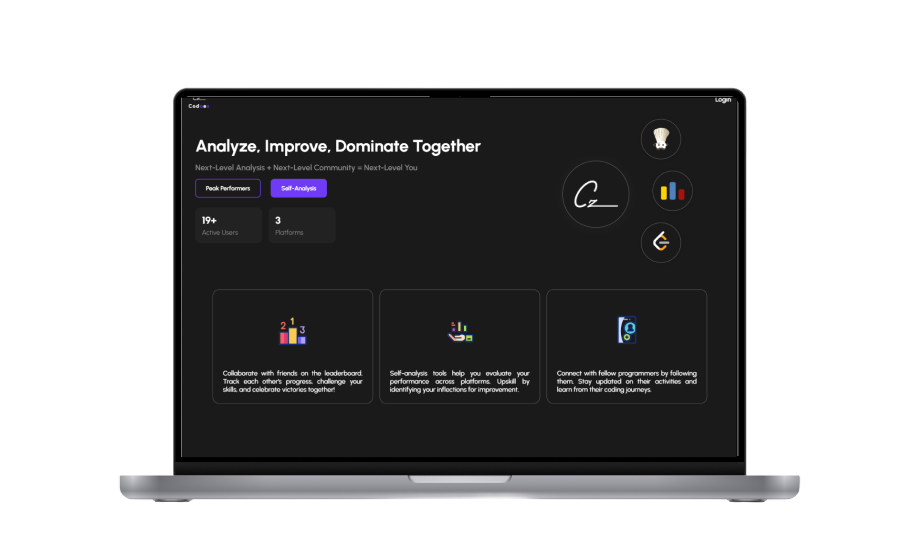 Login
Analyze, Improve, Dominate Together
Next-Level Analysis + Next-Level Community = Next-Level You
Peak Performers
Self-Analysis
19+
Active Users
3
Platforms
Cz
2 1 3
Collaborate with friends on the leaderboard.
Track each other's progress, challenge your
skills, and celebrate victories together!
Self-analysis tools help you evaluate your
performance across platforms. Upskill by
identifying your inflections for improvement.
Connect with fellow programmers by following
them. Stay updated on their activities and
learn from their coding journeys.